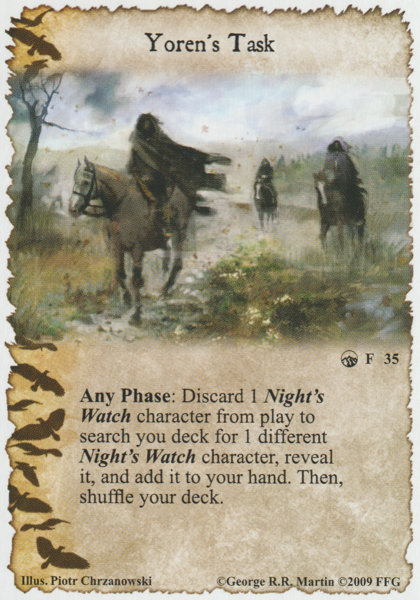 Yoren's Task
F 35
Any Phase: Discard 1 Night's
Watch character from play to
search you deck for 1 different
Night's Watch character, reveal
it, and add it to your hand. Then,
shuffle your deck.
Illus. Piotr Chrzanowski ©George R.R. Martin ©2009 FFG